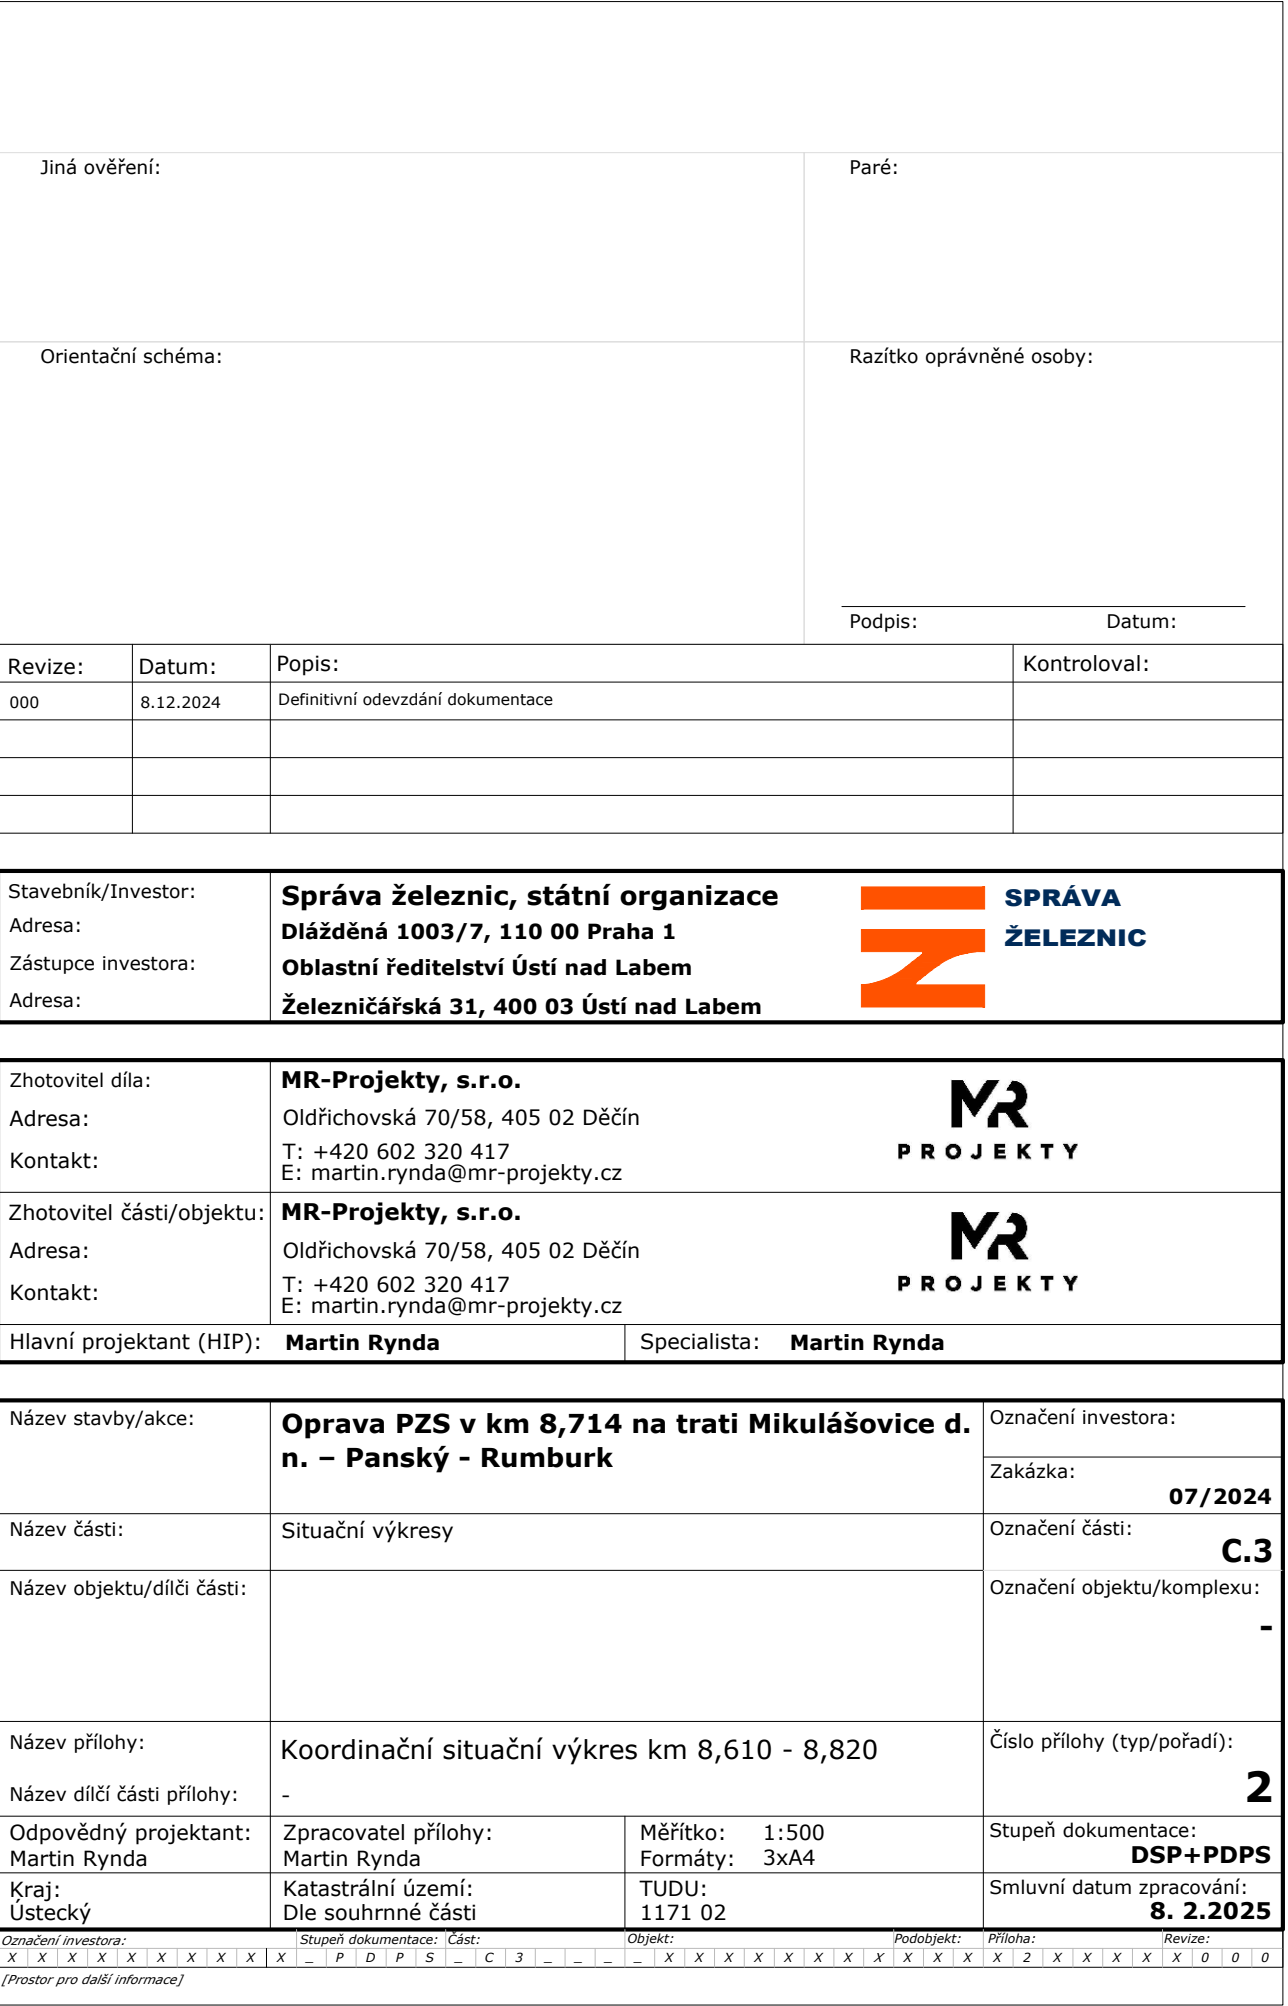 Jiná ověření:
Paré:
Orientační schéma:
Razítko oprávněné osoby:
Podpis: Datum:
Revize: Datum: Popis: Kontroloval:
000 8.12.2024 Definitivní odevzdání dokumentace
Stavebník/Investor: Správa železnic, státní organizace
Adresa: Dlážděná 1003/7, 110 00 Praha 1
Zástupce investora: Oblastní ředitelství Ústí nad Labem
Adresa: Železničářská 31, 400 03 Ústí nad Labem
SPRÁVA
ŽELEZNIC
Zhotovitel díla: MR-Projekty, s.r.o.
Adresa: Oldřichovská 70/58, 405 02 Děčín
Kontakt: T: +420 602 320 417
E: martin.rynda@mr-projekty.cz
MR
PROJEKTY
Zhotovitel části/objektu: MR-Projekty, s.r.o.
Adresa: Oldřichovská 70/58, 405 02 Děčín
Kontakt: T: +420 602 320 417
E: martin.rynda@mr-projekty.cz
MR
PROJEKTY
Hlavní projektant (HIP): Martin Rynda Specialista: Martin Rynda
Název stavby/akce: Oprava PZS v km 8,714 na trati Mikulášovice d.
n. – Panský - Rumburk
Označení investora:
Zakázka:
07/2024
Název části: Situační výkresy
Označení části:
C.3
Název objektu/dílči části:
Označení objektu/komplexu:
-
Název přílohy: Koordinační situační výkres km 8,610 - 8,820
Číslo přílohy (typ/pořadí):
2
Název dílčí části přílohy: -
Odpovědný projektant: Zpracovatel přílohy: Měřítko: 1:500 Stupeň dokumentace:
Martin Rynda Martin Rynda Formáty: 3xA4 DSP+PDPS
Kraj: Katastrální území: TUDU: Smluvní datum zpracování:
Ústecký Dle souhrnné části 1171 02 8. 2.2025
Označení investora: Stupeň dokumentace: Část: Objekt: Podobjekt: Příloha: Revize:
X X X X X X X X X X _ P D P S _ C 3 _ _ _ _ X X X X X X X X X X X X 2 X X X X X 0 0 0
[Prostor pro další informace]